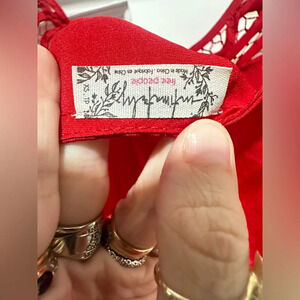 free people
Intimately
Made in China · Fabriqué en Chine